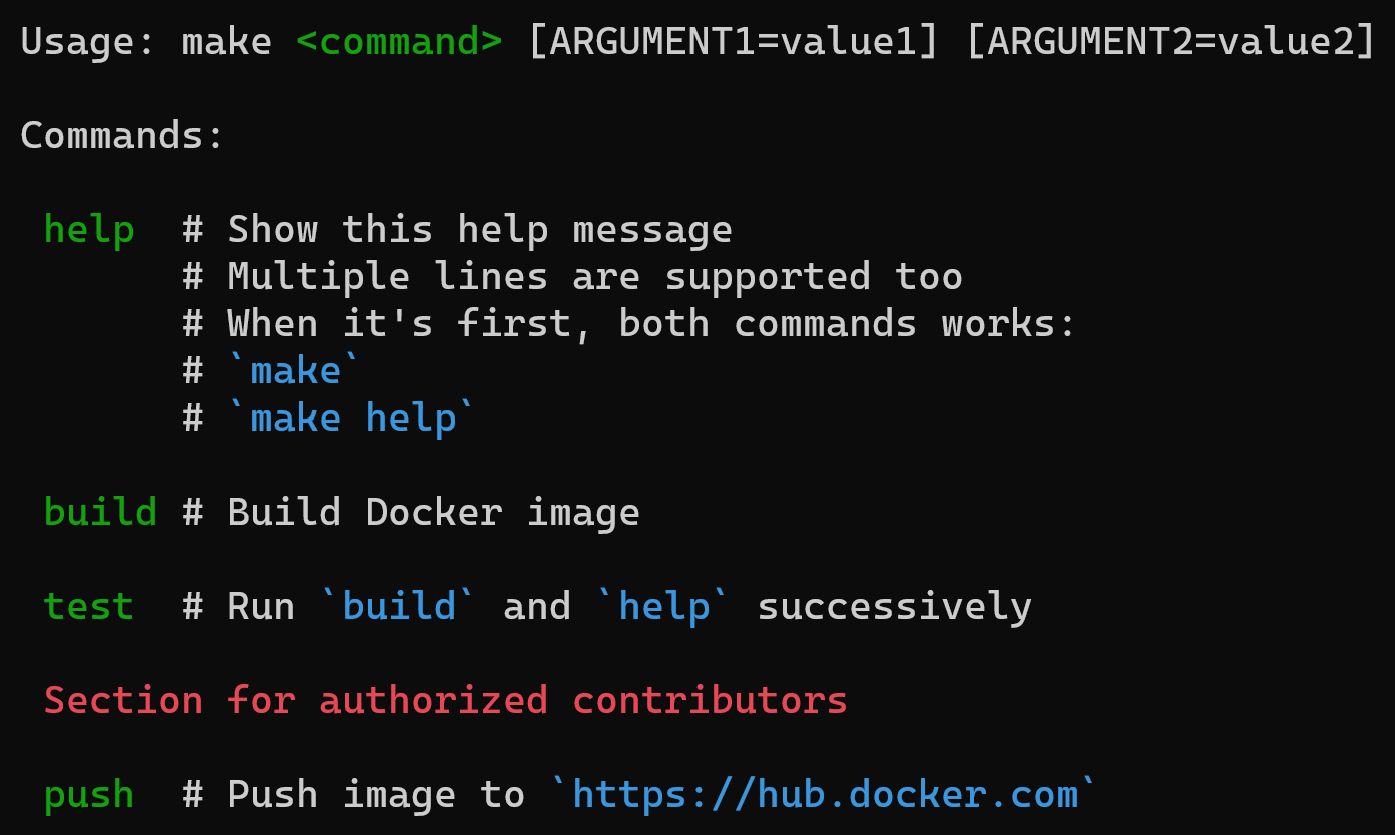 Usage: make <command> [ARGUMENT1=value1] [ARGUMENT2=value2]
Commands:
help # Show this help message
# Multiple lines are supported too
# When it's first, both commands works:
# `make`
# `make help`
build # Build Docker image
test # Run `build` and `help` successively
Section for authorized contributors
push # Push image to `https://hub.docker.com`